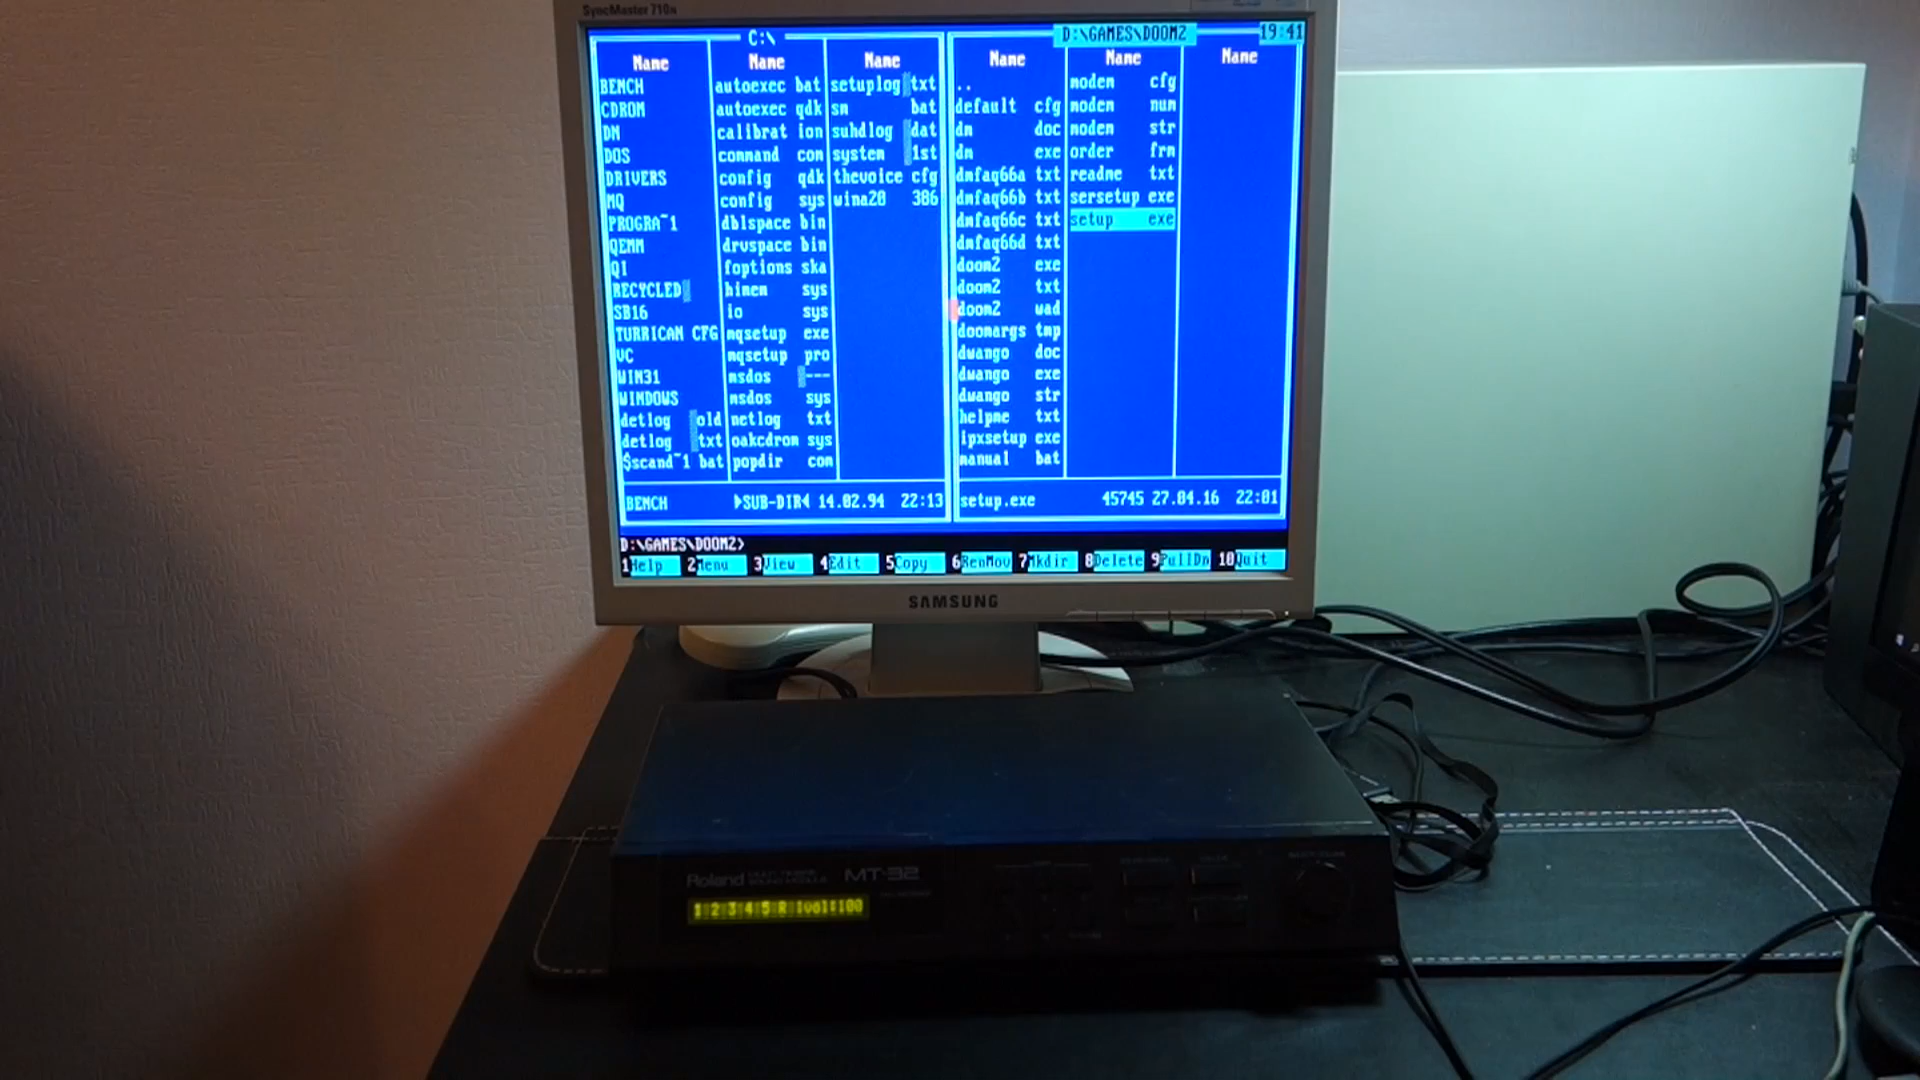 SyncMaster 710N
C:\
Name Name Name
BENCH autoexec bat setuplog txt
CDROM autoexec qdk sm bat
DN calibrat ion suhdlog dat
DOS command com system 1st
DRIVERS config qdk thevoice cfg
MQ config sys wina20 386
PROGRA~1 dblspace bin
QEMM drvspace bin
Q1 foptions ska
RECYCLED himem sys
SB16 io sys
TURRICAN CFG mqsetup exe
VC mqsetup pro
WIN31 msdos ---
WINDOWS msdos sys
detlog old netlog txt
detlog txt oakcdrom sys
$scand~1 bat popdir com
BENCH ►SUB-DIR◄ 14.02.94 22:13
D:\GAMES\DOOM2 19:41
Name Name Name
.. modem cfg
default cfg modem num
dm doc modem str
dm exe order frm
dmfaq66a txt readme txt
dmfaq66b txt sersetup exe
dmfaq66c txt setup exe
dmfaq66d txt
doom2 exe
doom2 txt
doom2 wad
doomargs tmp
dwango doc
dwango exe
dwango str
helpme txt
ipxsetup exe
manual bat
setup.exe 45745 27.04.16 22:01
D:\GAMES\DOOM2>
1Help 2Menu 3View 4Edit 5Copy 6RenMov 7Mkdir 8Delete 9PullDn 10Quit
SAMSUNG
Roland MULTI TIMBRE SOUND MODULE MT-32
1 2 3 4 5 R |vol:100